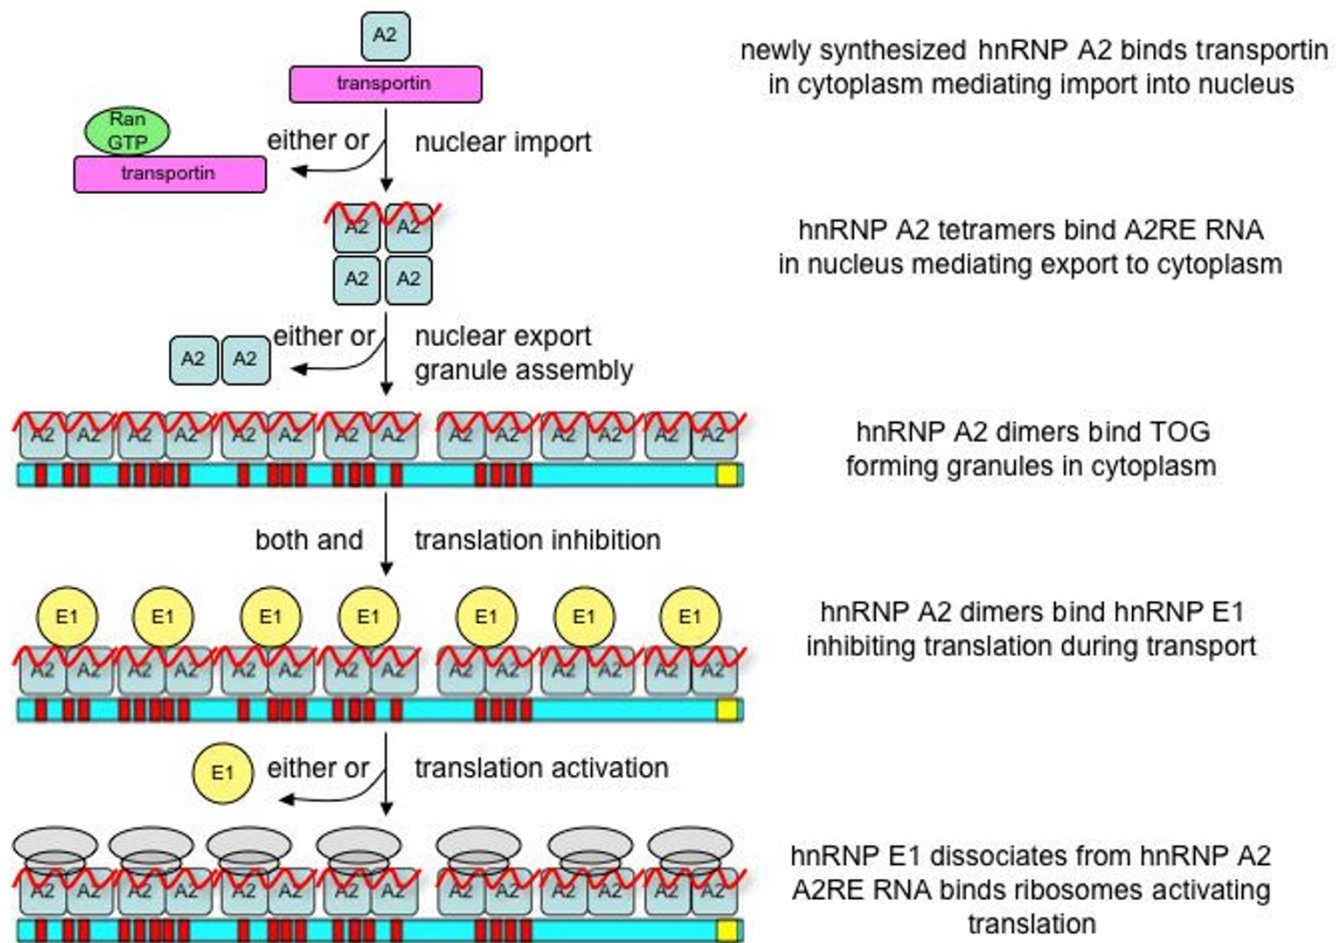 A2
transportin
newly synthesized hnRNP A2 binds transportin
in cytoplasm mediating import into nucleus
Ran
GTP
transportin
either or
nuclear import
A2 A2
A2 A2
hnRNP A2 tetramers bind A2RE RNA
in nucleus mediating export to cytoplasm
A2 A2
either or
nuclear export
granule assembly
A2 A2 A2 A2 A2 A2 A2 A2 A2 A2 A2 A2 A2 A2
hnRNP A2 dimers bind TOG
forming granules in cytoplasm
both and
translation inhibition
E1 E1 E1 E1 E1 E1 E1
A2 A2 A2 A2 A2 A2 A2 A2 A2 A2 A2 A2 A2 A2
hnRNP A2 dimers bind hnRNP E1
inhibiting translation during transport
E1
either or
translation activation
A2 A2 A2 A2 A2 A2 A2 A2 A2 A2 A2 A2 A2 A2
hnRNP E1 dissociates from hnRNP A2
A2RE RNA binds ribosomes activating
translation